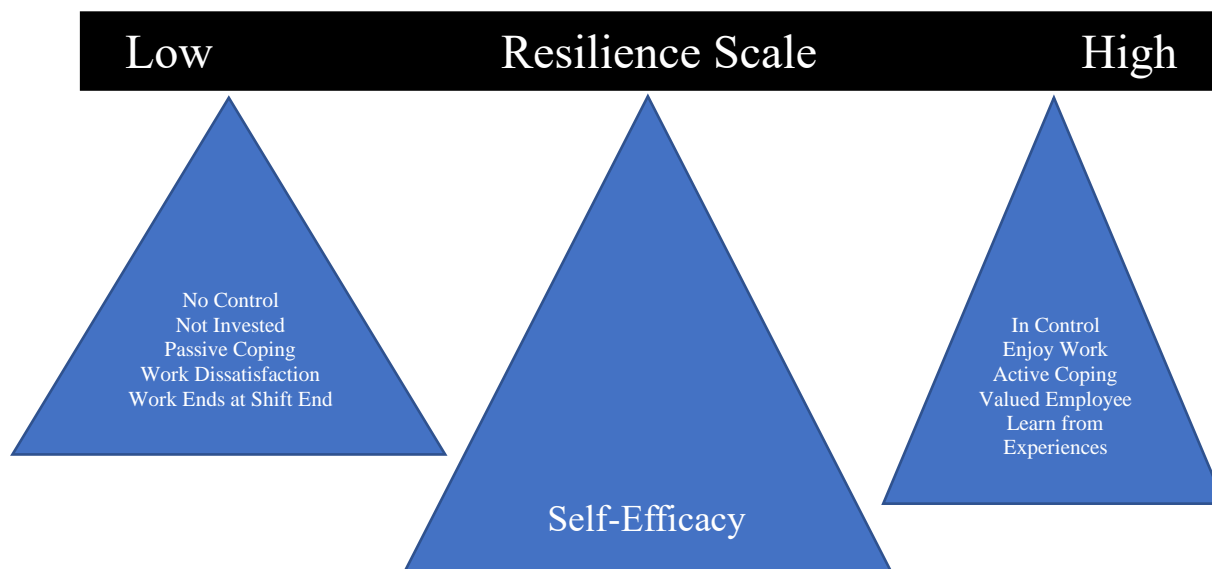 Low Resilience Scale High
No Control
Not Invested
Passive Coping
Work Dissatisfaction
Work Ends at Shift End
Self-Efficacy
In Control
Enjoy Work
Active Coping
Valued Employee
Learn from
Experiences